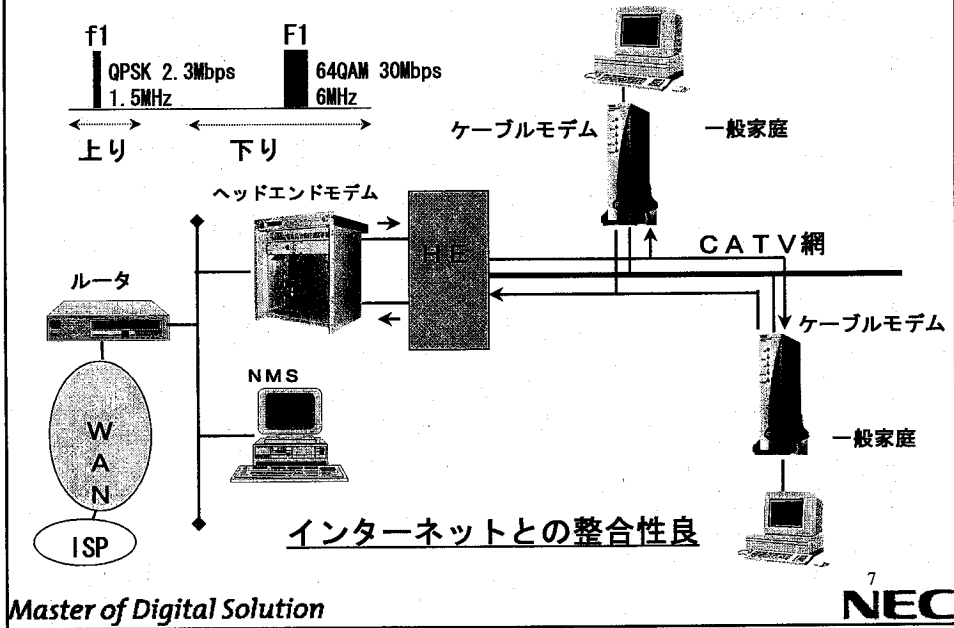 f1
F1
QPSK 2.3Mbps
1.5MHz
64QAM 30Mbps
6MHz
上り
下り
ケーブルモデム
一般家庭
ヘッドエンドモデム
HE
CATV網
ルータ
ケーブルモデム
NMS
一般家庭
WAN
ISP
インターネットとの整合性良
7
Master of Digital Solution
NEC